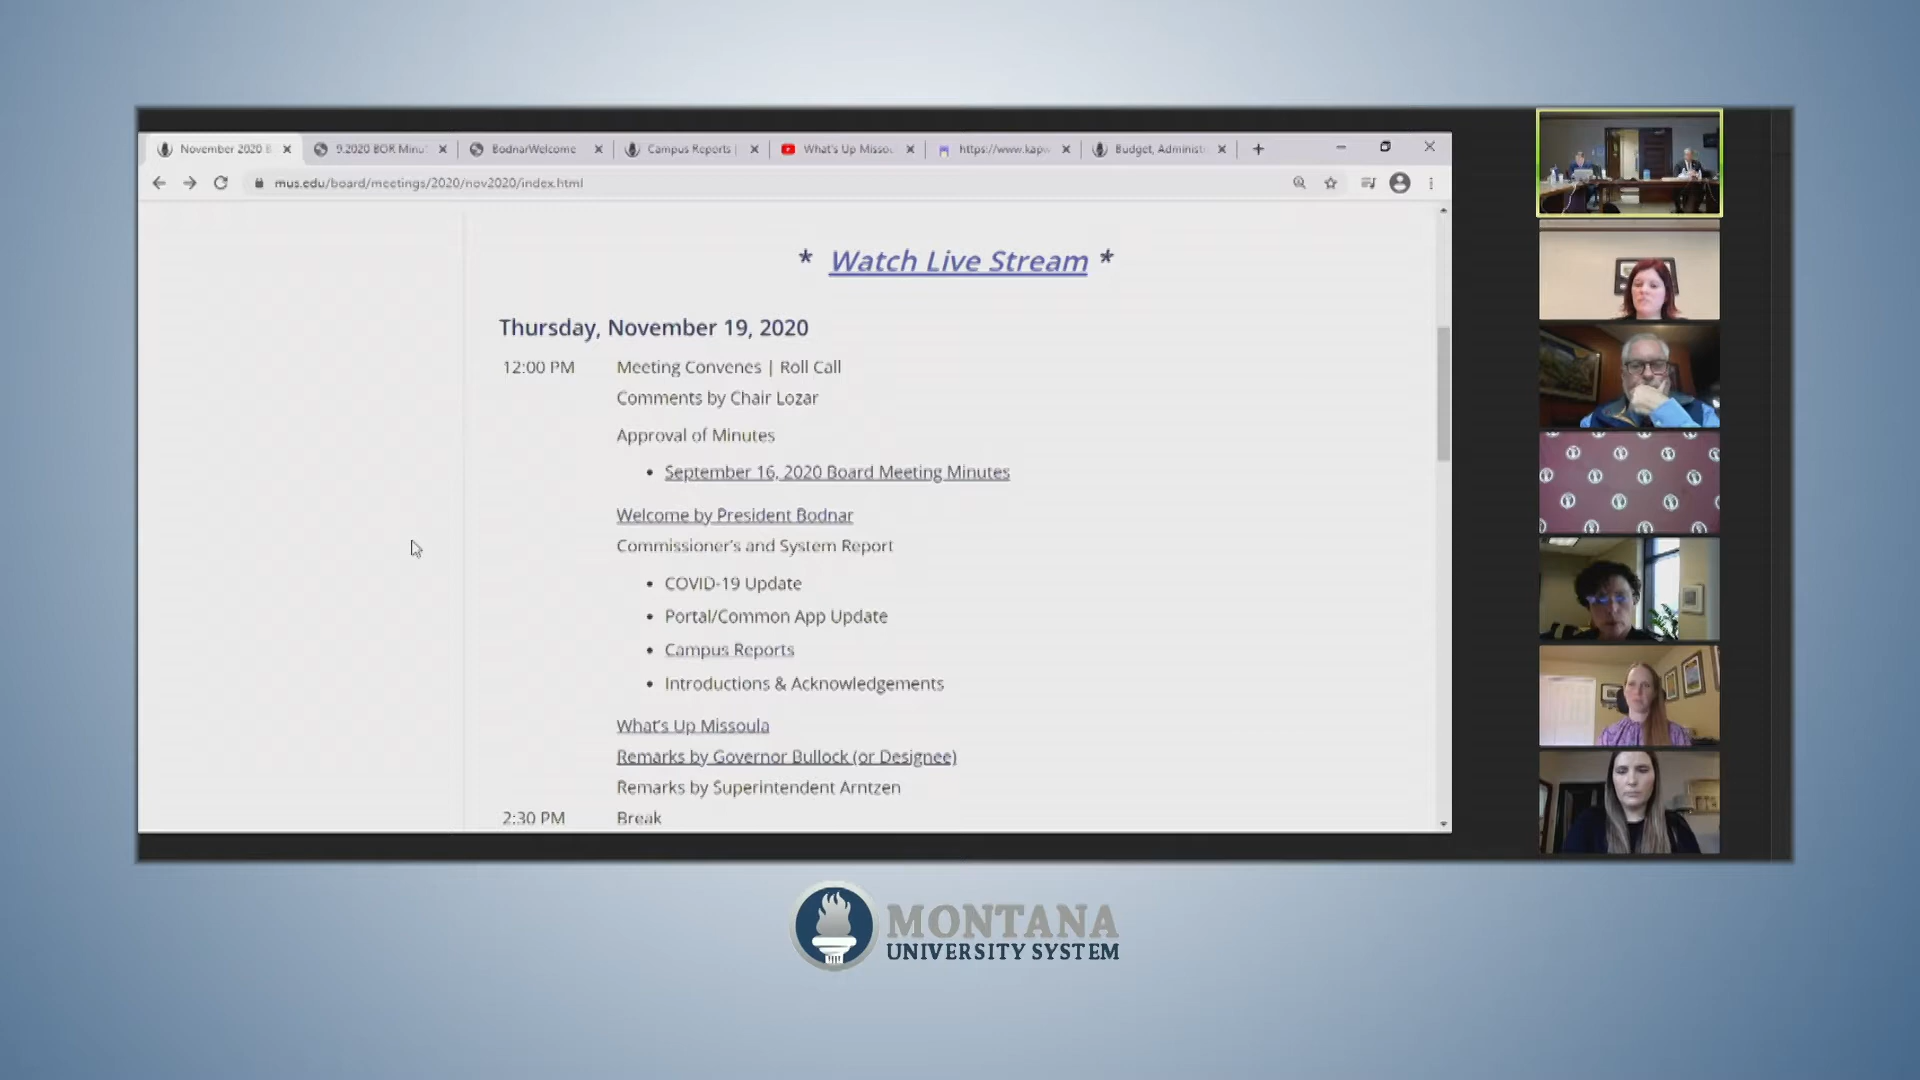 November 2020 B
9.2020 BOR Minu
BodnarWelcome
Campus Reports |
What's Up Missou
https://www.kapw
Budget, Administ
mus.edu/board/meetings/2020/nov2020/index.html
* Watch Live Stream *
Thursday, November 19, 2020
12:00 PM Meeting Convenes | Roll Call
Comments by Chair Lozar
Approval of Minutes
• September 16, 2020 Board Meeting Minutes
Welcome by President Bodnar
Commissioner's and System Report
• COVID-19 Update
• Portal/Common App Update
• Campus Reports
• Introductions & Acknowledgements
What's Up Missoula
Remarks by Governor Bullock (or Designee)
Remarks by Superintendent Arntzen
2:30 PM Break
MONTANA
UNIVERSITY SYSTEM